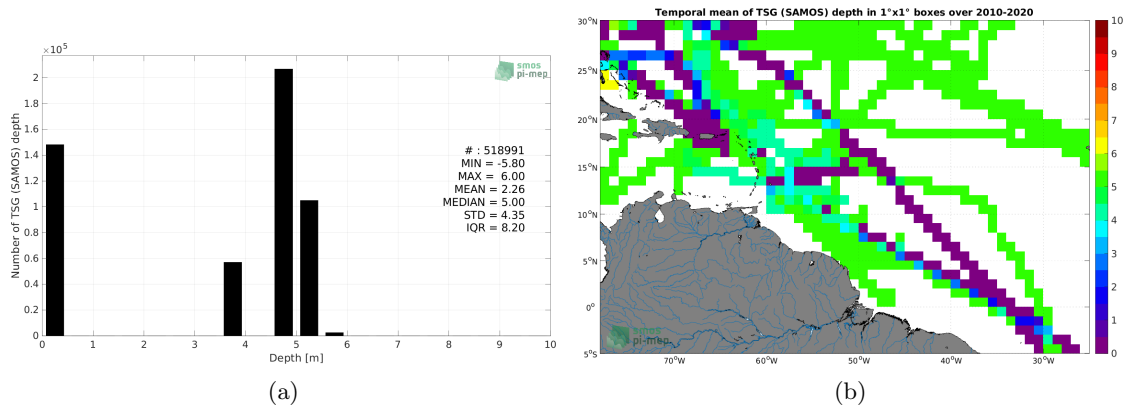 ×10⁵
2
1.8
1.6
1.4
1.2
1
0.8
0.6
0.4
0.2
0
Number of TSG (SAMOS) depth
0 1 2 3 4 5 6 7 8 9 10
Depth [m]
smos
pi-mep
# : 518991
MIN = -5.80
MAX = 6.00
MEAN = 2.26
MEDIAN = 5.00
STD = 4.35
IQR = 8.20
(a)
Temporal mean of TSG (SAMOS) depth in 1°x1° boxes over 2010-2020
30°N
25°N
20°N
15°N
10°N
5°N
0°
5°S
70°W 60°W 50°W 40°W 30°W
smos
pi-mep
10
9
8
7
6
5
4
3
2
1
0
(b)